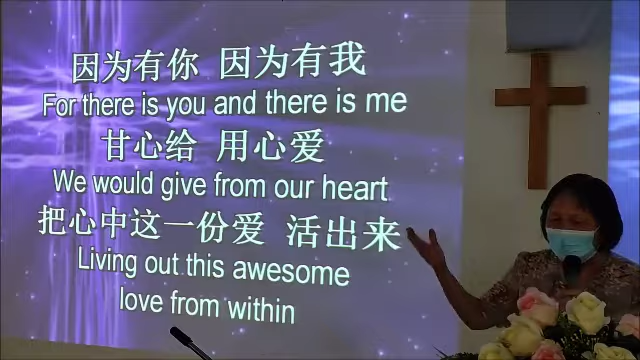 因为有你 因为有我
For there is you and there is me
甘心给 用心爱
We would give from our heart
把心中这一份爱 活出来
Living out this awesome
love from within